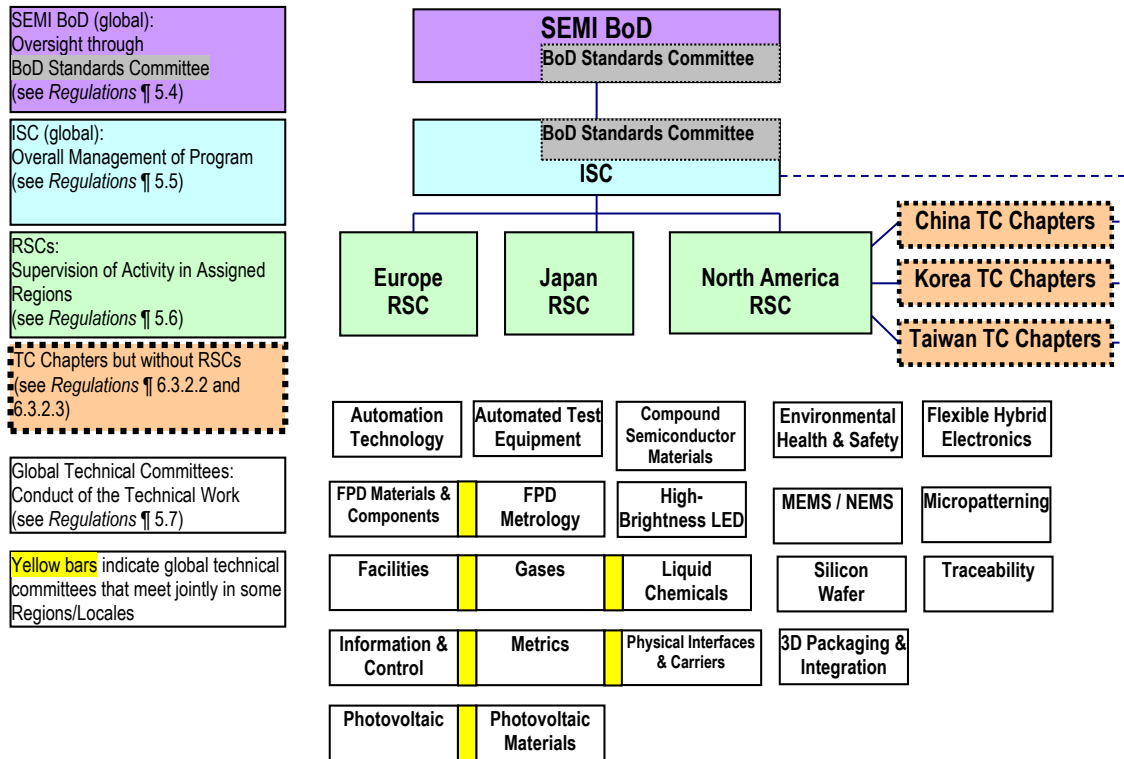 SEMI BoD (global):
Oversight through
BoD Standards Committee
(see Regulations ¶ 5.4)
ISC (global):
Overall Management of Program
(see Regulations ¶ 5.5)
RSCs:
Supervision of Activity in Assigned
Regions
(see Regulations ¶ 5.6)
TC Chapters but without RSCs
(see Regulations ¶ 6.3.2.2 and
6.3.2.3)
Global Technical Committees:
Conduct of the Technical Work
(see Regulations ¶ 5.7)
Yellow bars indicate global technical
committees that meet jointly in some
Regions/Locales
SEMI BoD
BoD Standards Committee
BoD Standards Committee
ISC
Europe
RSC
Japan
RSC
North America
RSC
China TC Chapters
Korea TC Chapters
Taiwan TC Chapters
Automation
Technology
Automated Test
Equipment
Compound
Semiconductor
Materials
Environmental
Health & Safety
Flexible Hybrid
Electronics
FPD Materials &
Components
FPD
Metrology
High-
Brightness LED
MEMS / NEMS
Micropatterning
Facilities
Gases
Liquid
Chemicals
Silicon
Wafer
Traceability
Information &
Control
Metrics
Physical Interfaces
& Carriers
3D Packaging &
Integration
Photovoltaic
Photovoltaic
Materials